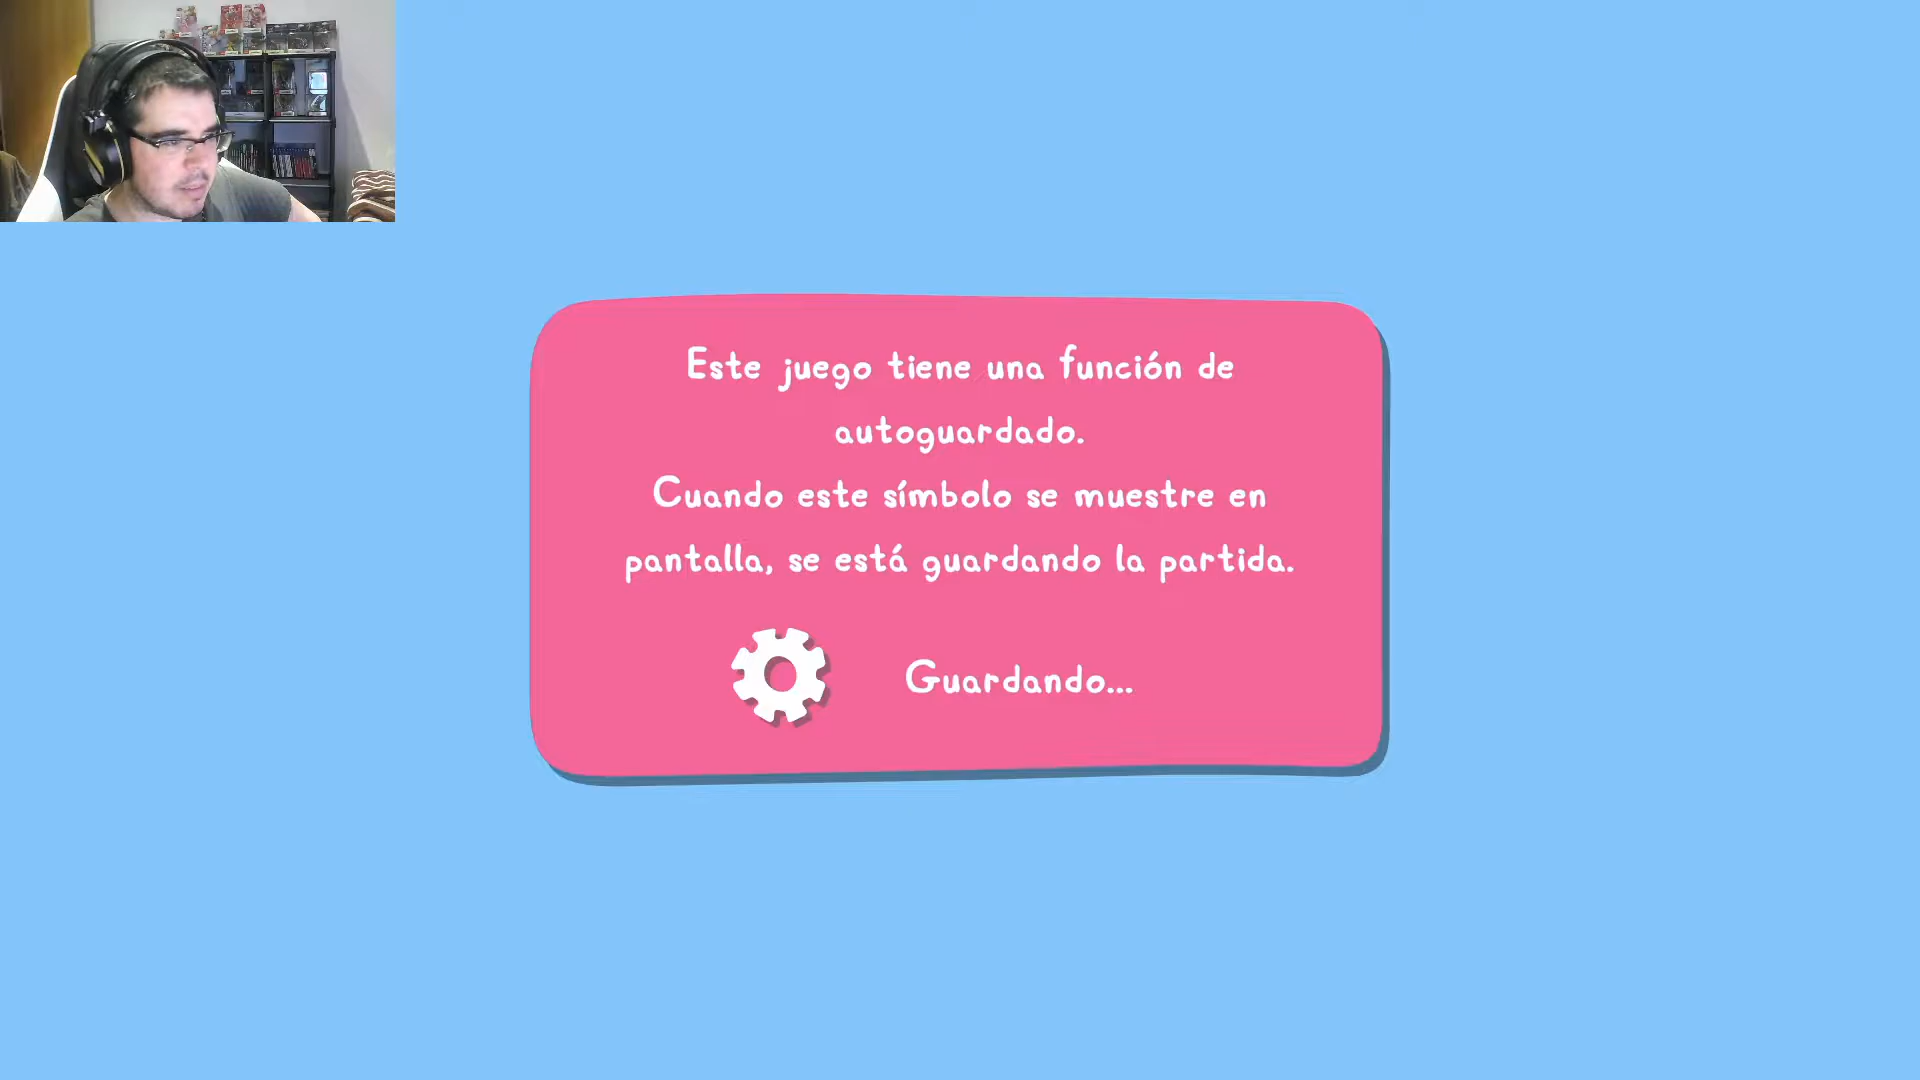 Este juego tiene una función de
autoguardado.
Cuando este símbolo se muestre en
pantalla, se está guardando la partida.
Guardando...